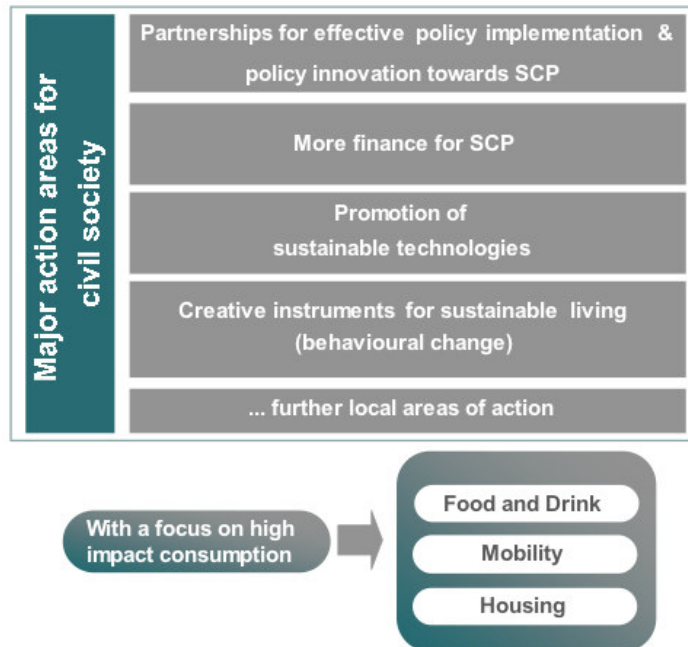 Major action areas for
civil society
Partnerships for effective policy implementation &
policy innovation towards SCP
More finance for SCP
Promotion of
sustainable technologies
Creative instruments for sustainable living
(behavioural change)
... further local areas of action
With a focus on high
impact consumption
Food and Drink
Mobility
Housing